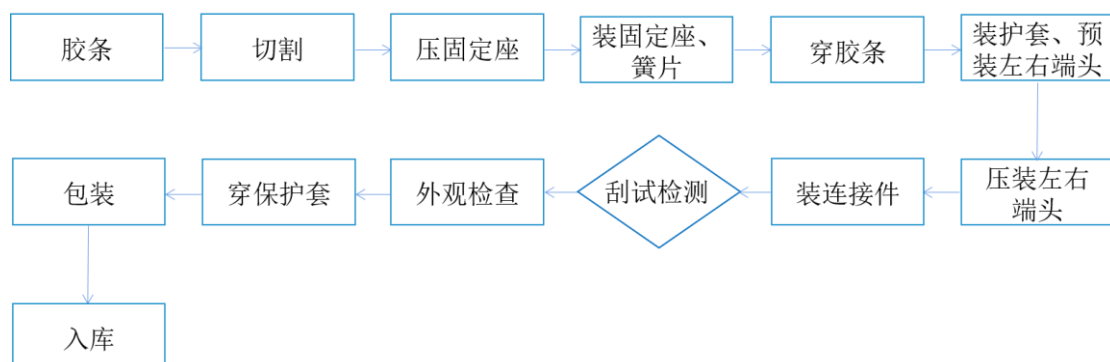 胶条
切割
压固定座
装固定座、
簧片
穿胶条
装护套、预
装左右端头
压装左右
端头
装连接件
刮试检测
外观检查
穿保护套
包装
入库